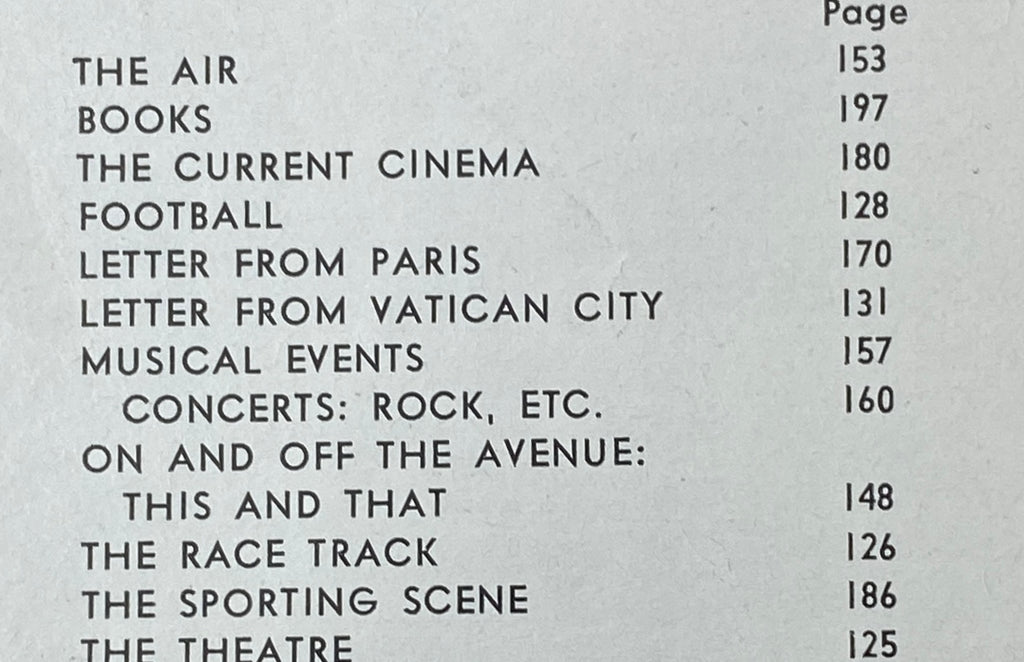 Page
THE AIR 153
BOOKS 197
THE CURRENT CINEMA 180
FOOTBALL 128
LETTER FROM PARIS 170
LETTER FROM VATICAN CITY 131
MUSICAL EVENTS 157
CONCERTS: ROCK, ETC. 160
ON AND OFF THE AVENUE:
THIS AND THAT 148
THE RACE TRACK 126
THE SPORTING SCENE 186
THE THEATRE 125